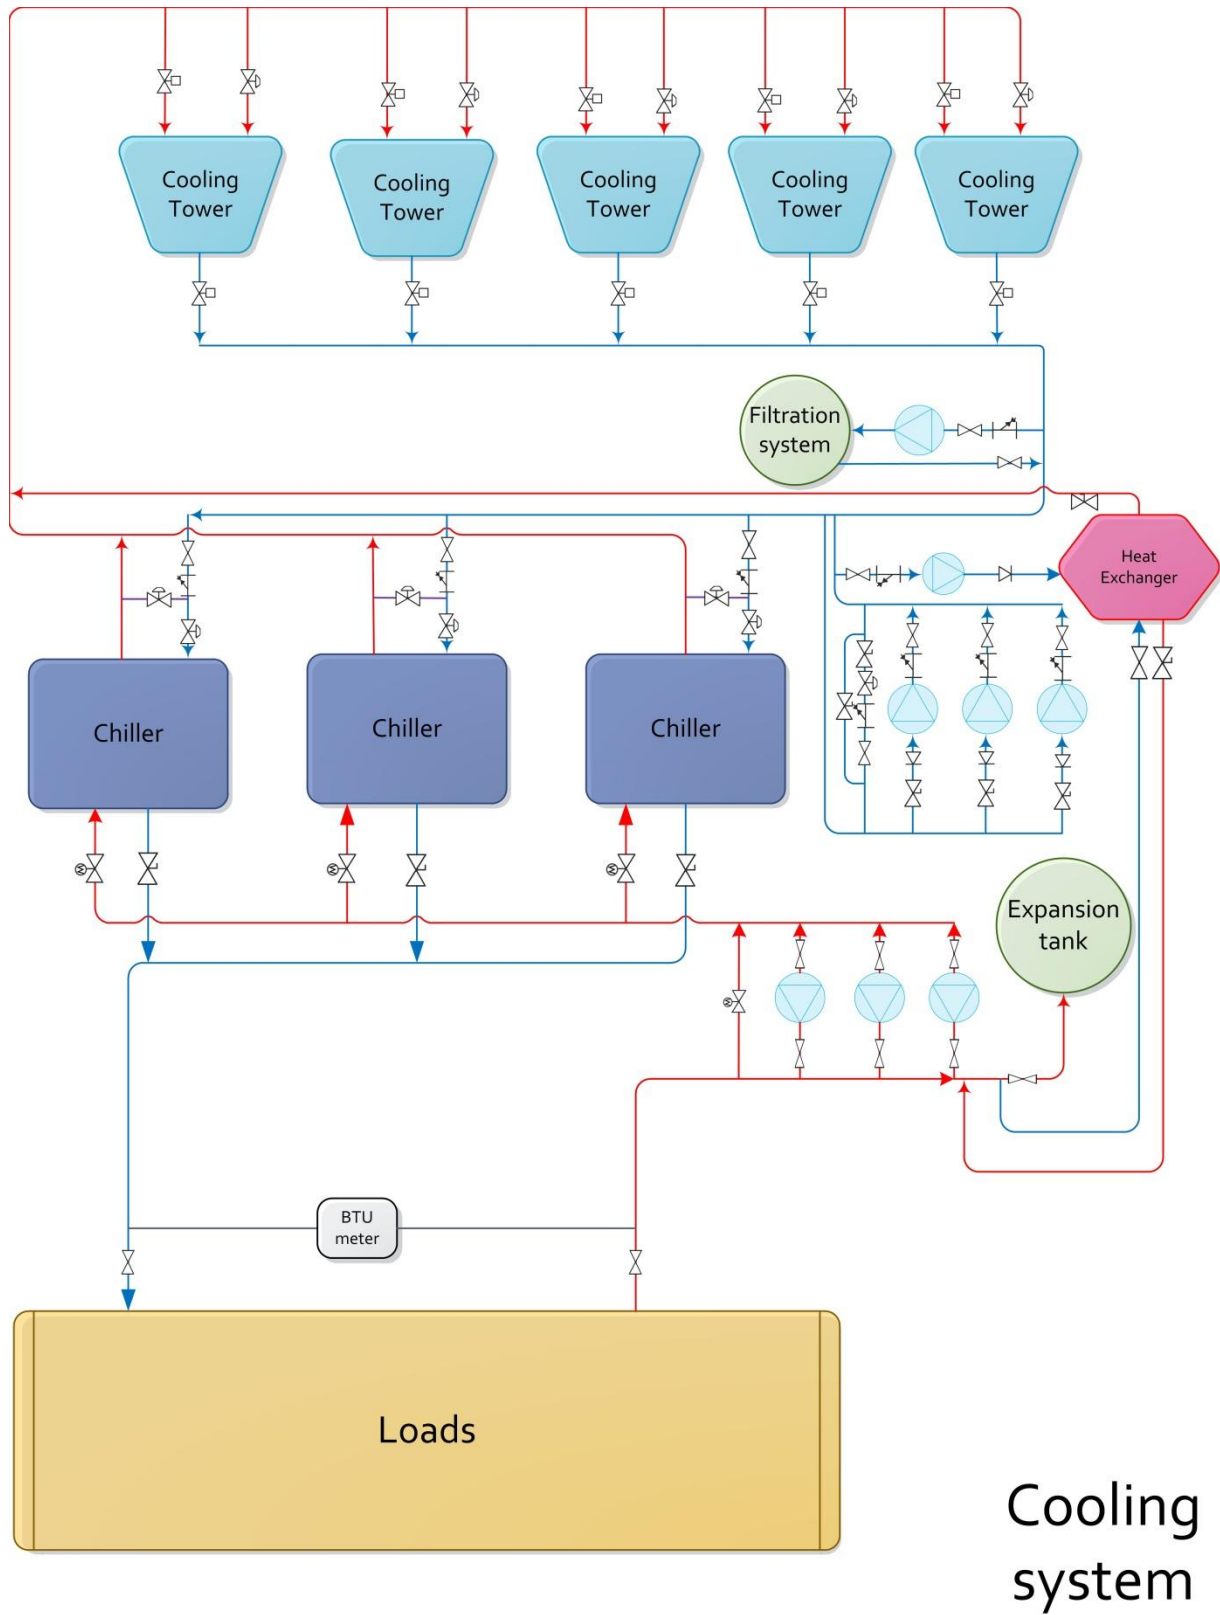 Cooling
Tower
Cooling
Tower
Cooling
Tower
Cooling
Tower
Cooling
Tower
Filtration
system
Heat
Exchanger
Chiller
Chiller
Chiller
M
M
M
Expansion
tank
M
BTU
meter
Loads
Cooling
system